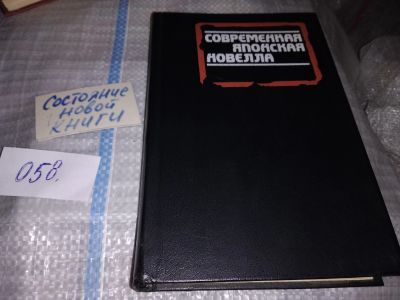 СОВРЕМЕННАЯ
ЯПОНСКАЯ
НОВЕЛЛА
Состояние
новой
книги
058.